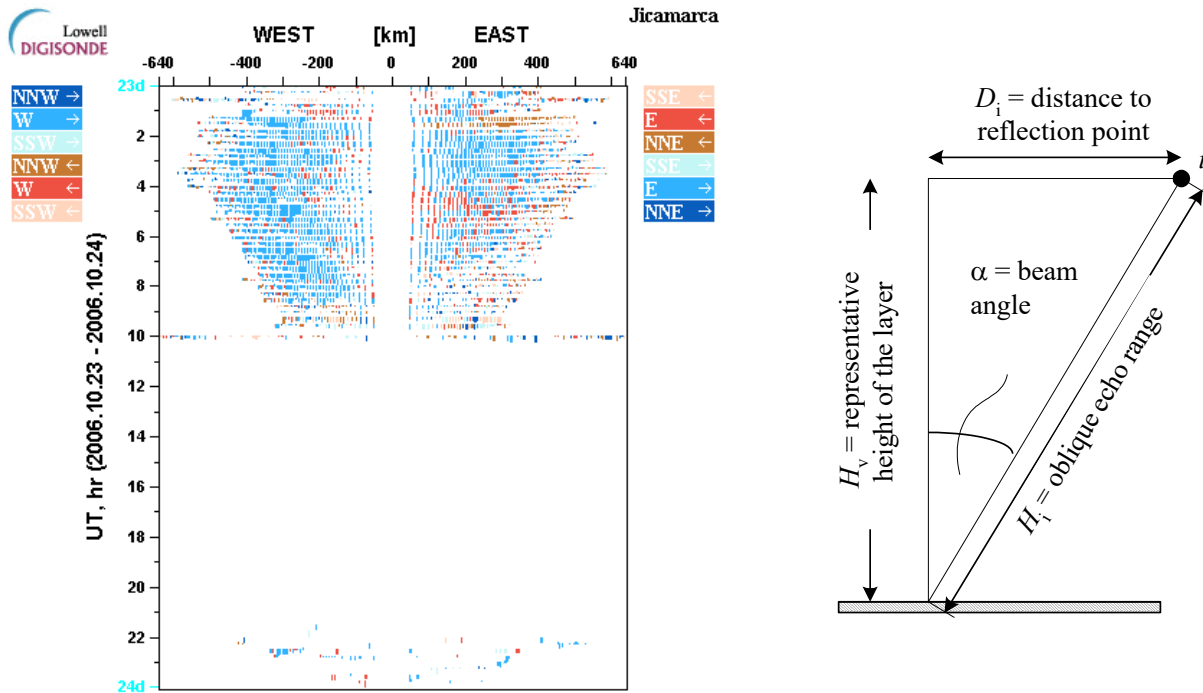 Lowell
DIGISONDE
Jicamarca
WEST [km] EAST
-640 -400 -200 0 200 400 640
23d
2
4
6
8
10
12
14
16
18
20
22
24d
UT, hr (2006.10.23 - 2006.10.24)
NNW →
W →
SSW →
NNW ←
W ←
SSW ←
SSE ←
E ←
NNE ←
SSE →
E →
NNE →
Di = distance to
reflection point
Hv = representative
height of the layer
α = beam
angle
Hi = oblique echo range